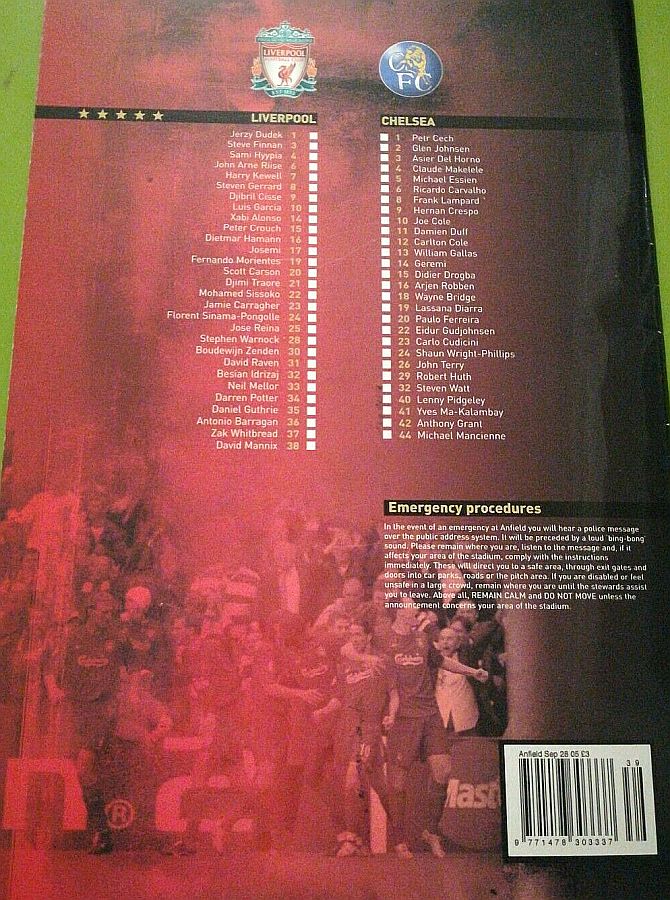 LIVERPOOL
LIVERPOOL
Jerzy Dudek 1
Steve Finnan 3
Sami Hyypia 4
John Arne Riise 6
Harry Kewell 7
Steven Gerrard 8
Djibril Cisse 9
Luis Garcia 10
Xabi Alonso 14
Peter Crouch 15
Dietmar Hamann 16
Josemi 17
Fernando Morientes 19
Scott Carson 20
Djimi Traore 21
Mohamed Sissoko 22
Jamie Carragher 23
Florent Sinama-Pongolle 24
Jose Reina 25
Stephen Warnock 28
Boudewijn Zenden 30
David Raven 31
Besian Idrizaj 32
Neil Mellor 33
Darren Potter 34
Daniel Guthrie 35
Antonio Barragan 36
Zak Whitbread 37
David Mannix 38
CFC
CHELSEA
1 Petr Cech
2 Glen Johnsen
3 Asier Del Horno
4 Claude Makelele
5 Michael Essien
6 Ricardo Carvalho
8 Frank Lampard
9 Hernan Crespo
10 Joe Cole
11 Damien Duff
12 Carlton Cole
13 William Gallas
14 Geremi
15 Didier Drogba
16 Arjen Robben
18 Wayne Bridge
19 Lassana Diarra
20 Paulo Ferreira
22 Eidur Gudjohnsen
23 Carlo Cudicini
24 Shaun Wright-Phillips
26 John Terry
29 Robert Huth
32 Steven Watt
40 Lenny Pidgeley
41 Yves Ma-Kalambay
42 Anthony Grant
44 Michael Mancienne
Emergency procedures
In the event of an emergency at Anfield you will hear a police message
over the public address system. It will be preceded by a loud 'bing-bong'
sound. Please remain where you are, listen to the message and, if it
affects your area of the stadium, comply with the instructions
immediately. These will direct you to a safe area, through exit gates and
doors into car parks, roads or the pitch area. If you are disabled or feel
unsafe in a large crowd, remain where you are until the stewards assist
you to leave. Above all, REMAIN CALM and DO NOT MOVE unless the
announcement concerns your area of the stadium.
Carlsberg
Carlsberg
Carlsberg
Carlsberg
Anfield Sep 28 05 £3
39
9 771478 303337